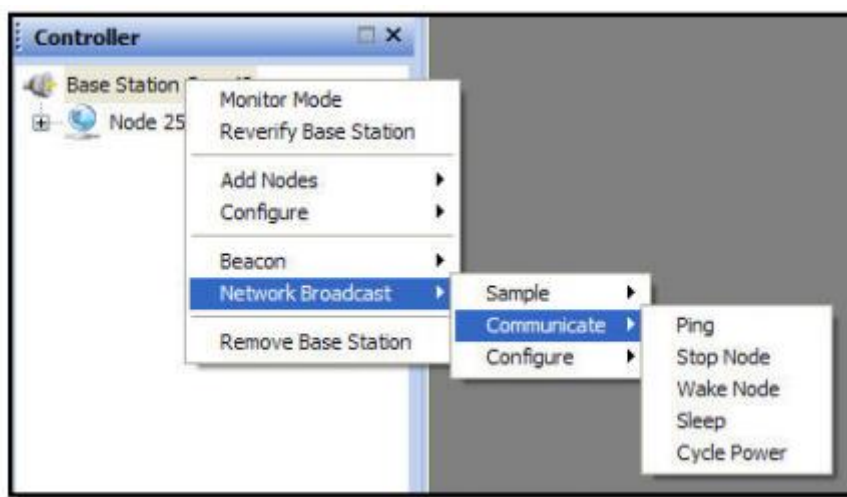 Controller
Base Station
Node 25
Monitor Mode
Reverify Base Station
Add Nodes
Configure
Beacon
Network Broadcast
Remove Base Station
Sample
Communicate
Configure
Ping
Stop Node
Wake Node
Sleep
Cycle Power